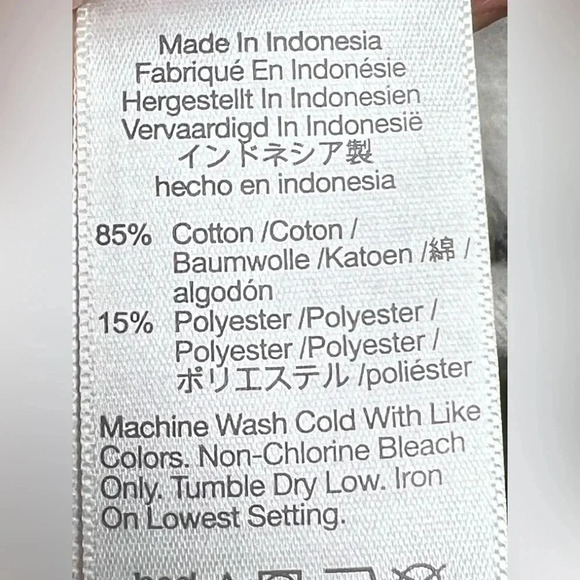 Made In Indonesia
Fabriqué En Indonésie
Hergestellt In Indonesien
Vervaardigd In Indonesië
インドネシア製
hecho en indonesia
85% Cotton /Coton /
Baumwolle /Katoen /綿 /
algodón
15% Polyester /Polyester /
Polyester /Polyester /
ポリエステル /poliéster
Machine Wash Cold With Like
Colors. Non-Chlorine Bleach
Only. Tumble Dry Low. Iron
On Lowest Setting.